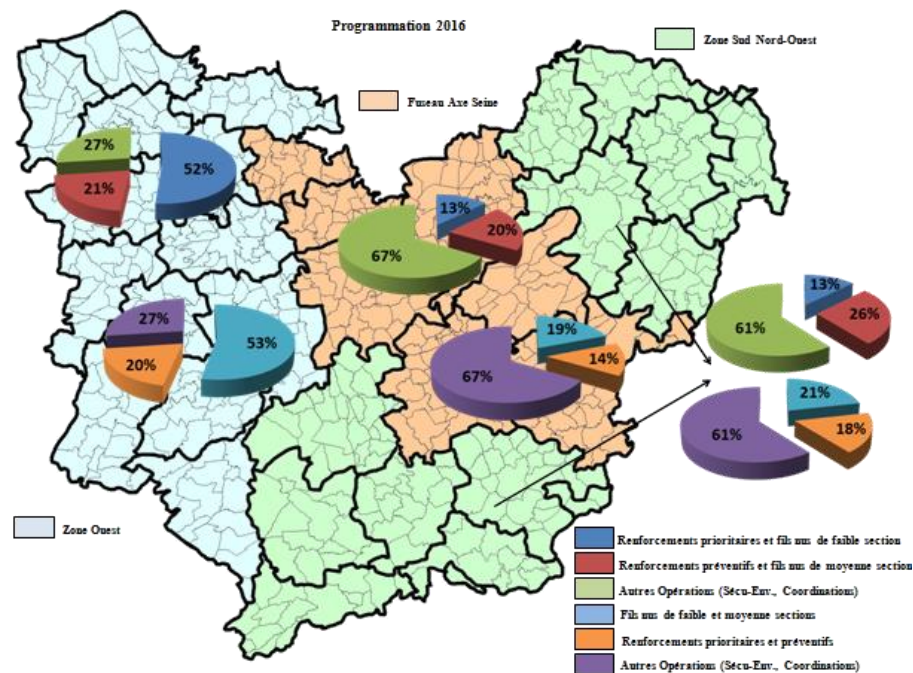 Programmation 2016
Zone Sud Nord-Ouest
Fuseau Axe Seine
27%
52%
21%
13%
20%
67%
27%
53%
20%
19%
14%
67%
13%
26%
61%
21%
18%
61%
Zone Ouest
Renforcements prioritaires et fils nus de faible section
Renforcements préventifs et fils nus de moyenne section
Autres Opérations (Sécu-Env., Coordinations)
Fils nus de faible et moyenne sections
Renforcements prioritaires et préventifs
Autres Opérations (Sécu-Env., Coordinations)